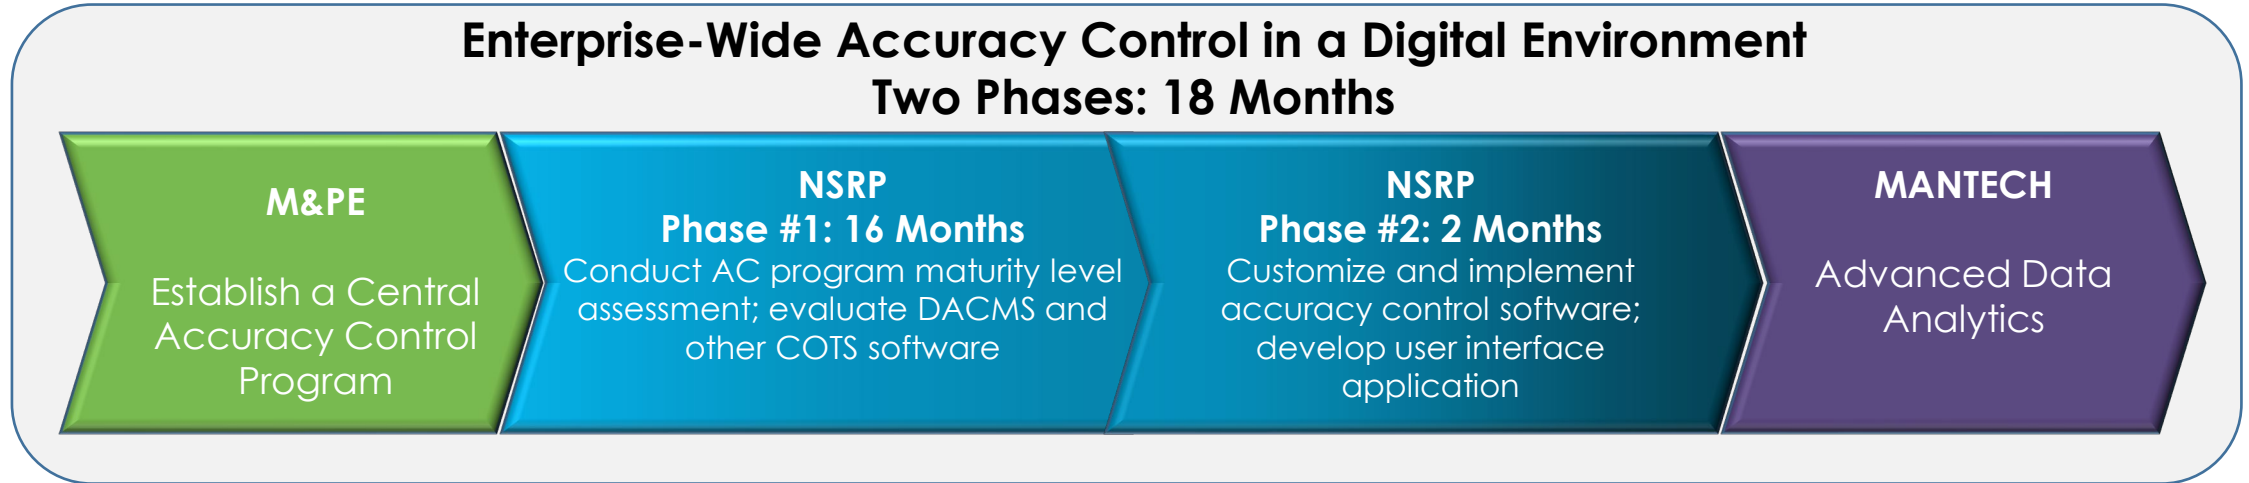 Enterprise-Wide Accuracy Control in a Digital Environment
Two Phases: 18 Months
M&PE
Establish a Central
Accuracy Control
Program
NSRP
Phase #1: 16 Months
Conduct AC program maturity level
assessment; evaluate DACMS and
other COTS software
NSRP
Phase #2: 2 Months
Customize and implement
accuracy control software;
develop user interface
application
MANTECH
Advanced Data
Analytics